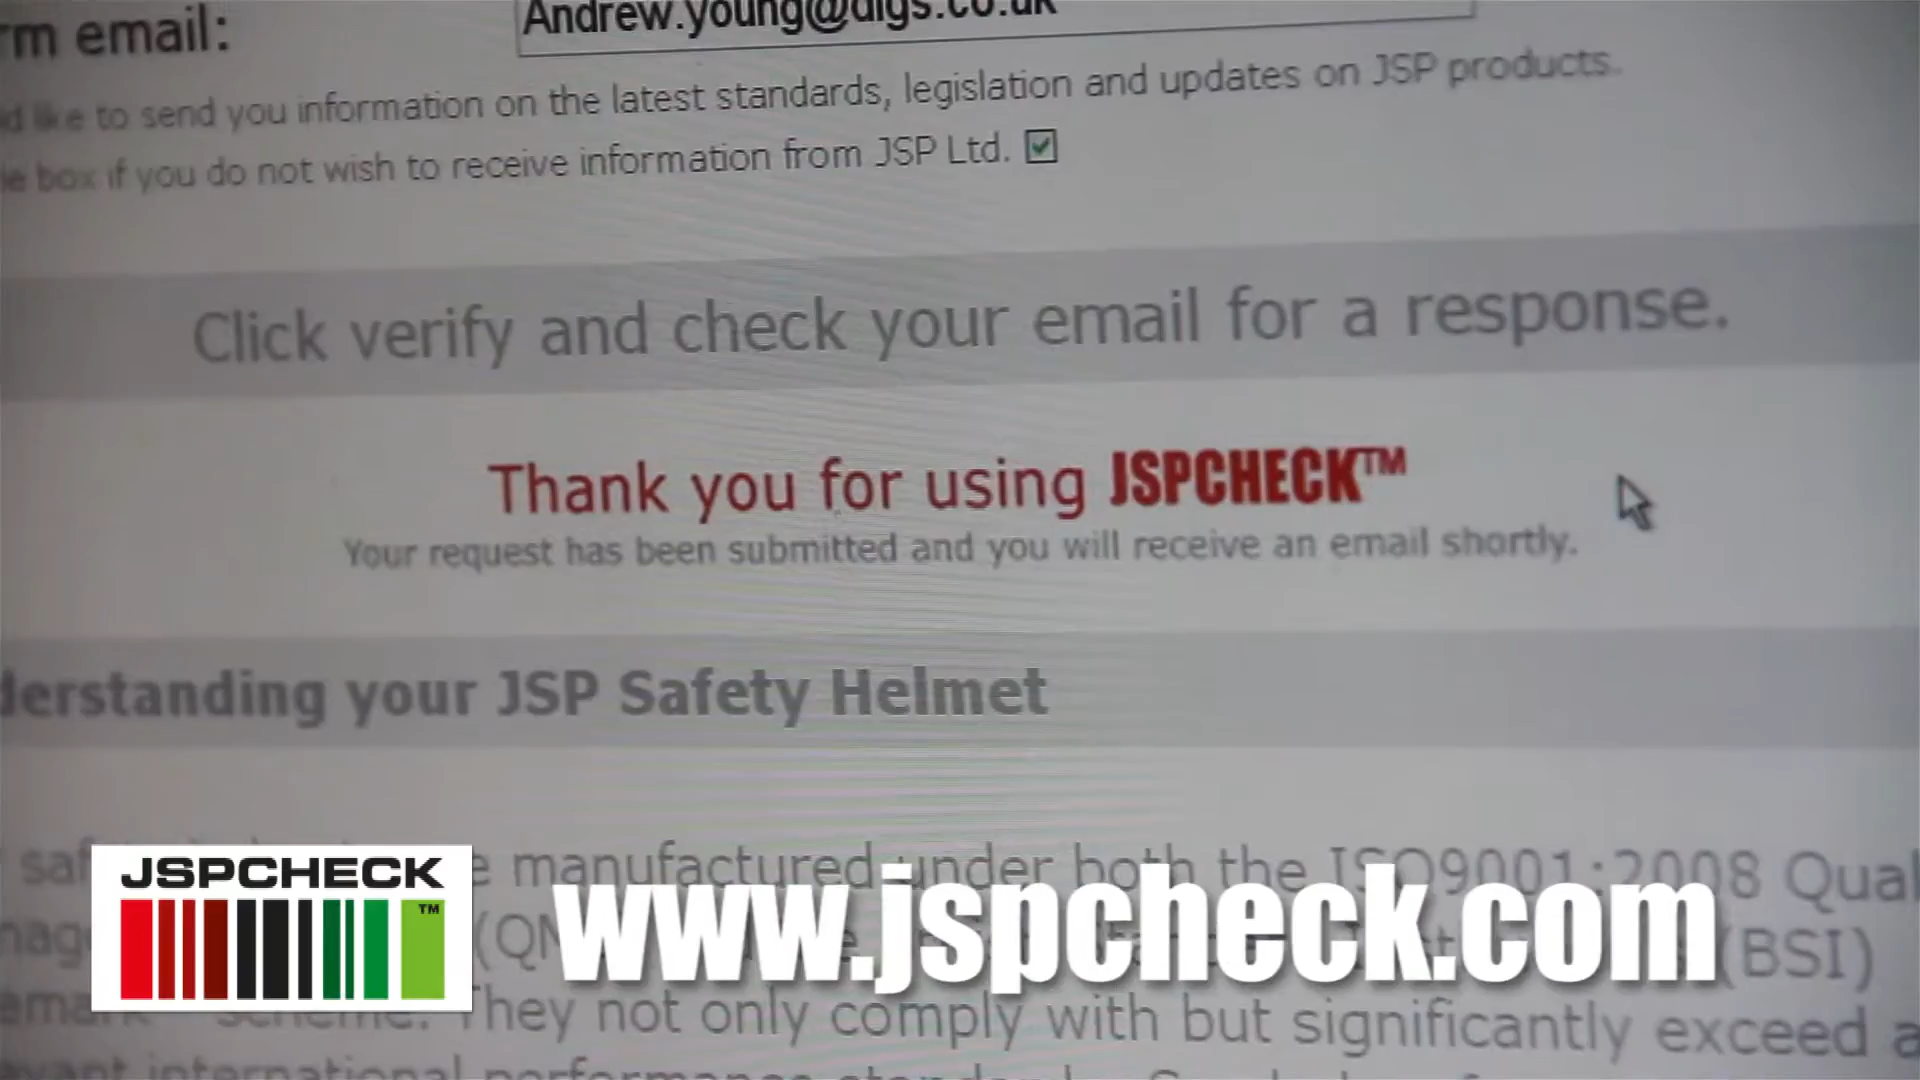 rm email:
Andrew.young@digs.co.uk
like to send you information on the latest standards, legislation and updates on JSP products.
box if you do not wish to receive information from JSP Ltd.
Click verify and check your email for a response.
Thank you for using JSPCHECK™
Your request has been submitted and you will receive an email shortly.
derstanding your JSP Safety Helmet
manufactured under both the ISO9001:2008 Qual
JSPCHECK
™
www.jspcheck.com
(BSI)
scheme. They not only comply with but significantly exceed a
international performance